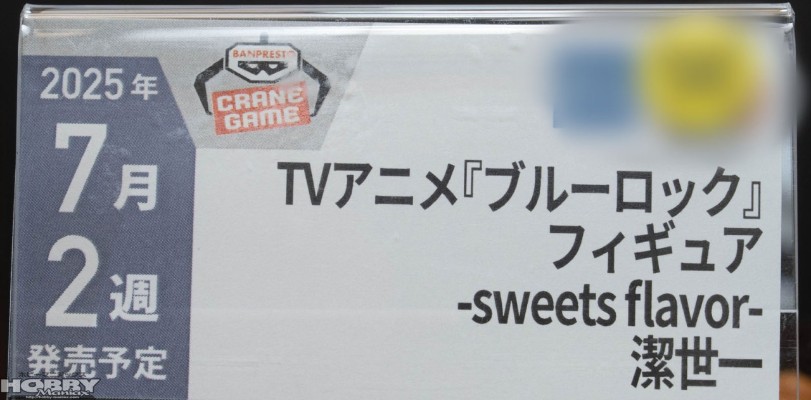 2025年
7月
2週
発売予定
BANPRESTO
CRANE
GAME
TVアニメ『ブルーロック』
フィギュア
-sweets flavor-
潔世一
HOBBY
Maniax